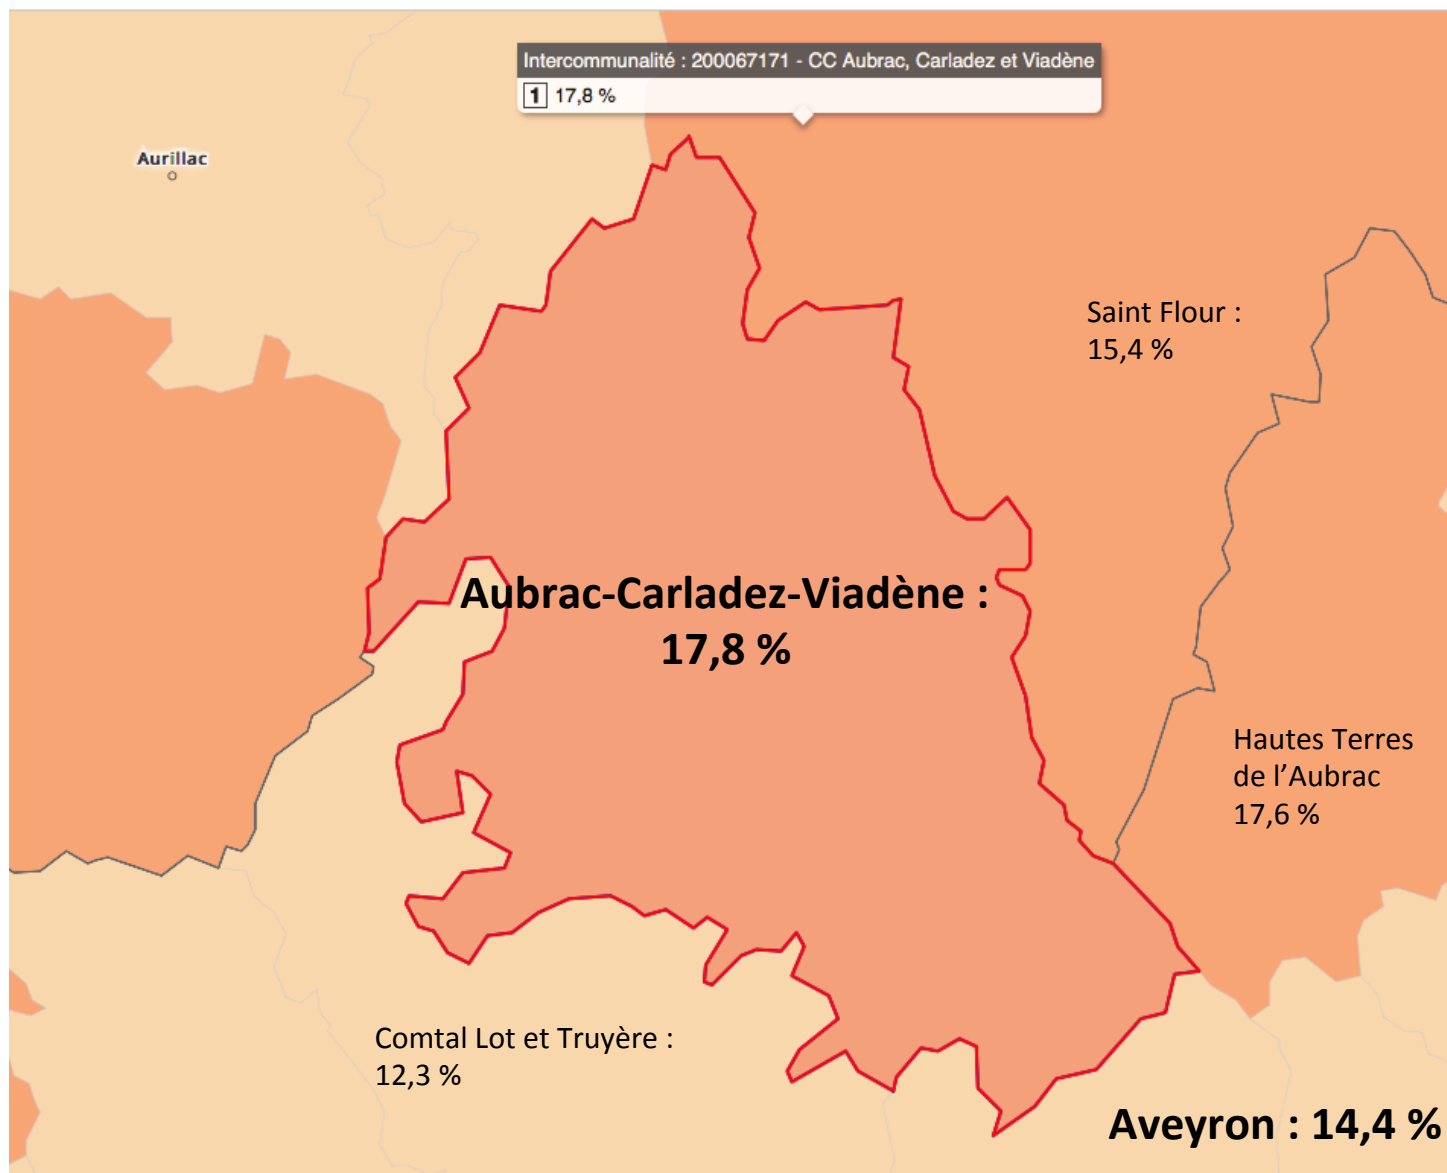 Intercommunalité : 200067171 - CC Aubrac, Carladez et Viadène
1 17,8 %
Aurillac
Saint Flour :
15,4 %
Aubrac-Carladez-Viadène :
17,8 %
Hautes Terres
de l’Aubrac
17,6 %
Comtal Lot et Truyère :
12,3 %
Aveyron : 14,4 %